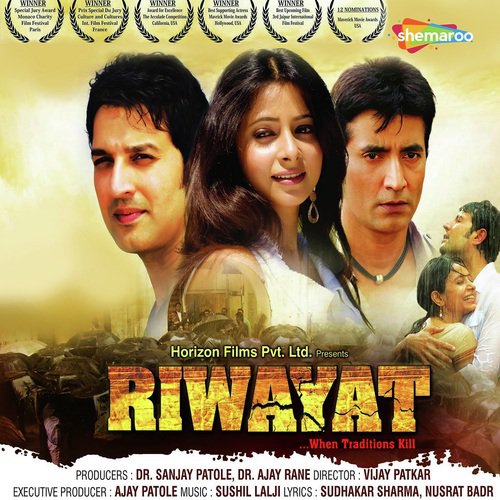 WINNER
Special Jury Award
Monaco Charity
Film Festival
Paris
WINNER
Prix Special Du Jury
Culture and Cultures
Int. Film Festival
France
WINNER
Award for Excellence
The Accolade Competition
California, USA
WINNER
Best Supporting Actress
Maverick Movie Awards
Hollywood, USA
WINNER
Best Upcoming Film
3rd Jaipur International
Film Festival
12 NOMINATIONS
Maverick Movie Awards
USA
shemaroo
Horizon Films Pvt. Ltd. Presents
RIWAYAT
...When Traditions Kill
PRODUCERS : DR. SANJAY PATOLE, DR. AJAY RANE DIRECTOR : VIJAY PATKAR
EXECUTIVE PRODUCER : AJAY PATOLE MUSIC : SUSHIL LALJI LYRICS : SUDHAKAR SHARMA, NUSRAT BADR